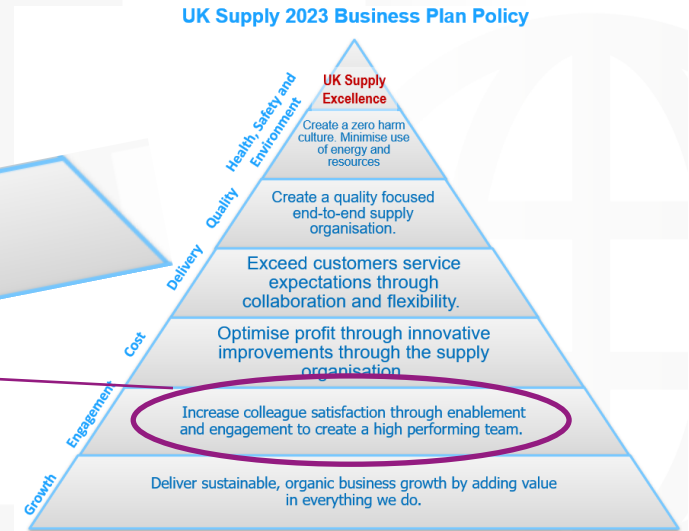 UK Supply 2023 Business Plan Policy
UK Supply
Excellence
Health, Safety and
Environment
Create a zero harm
culture. Minimise use
of energy and
resources
Quality
Create a quality focused
end-to-end supply
organisation.
Delivery
Exceed customers service
expectations through
collaboration and flexibility.
Cost
Optimise profit through innovative
improvements through the supply
organisation
Engagement
Increase colleague satisfaction through enablement
and engagement to create a high performing team.
Growth
Deliver sustainable, organic business growth by adding value
in everything we do.